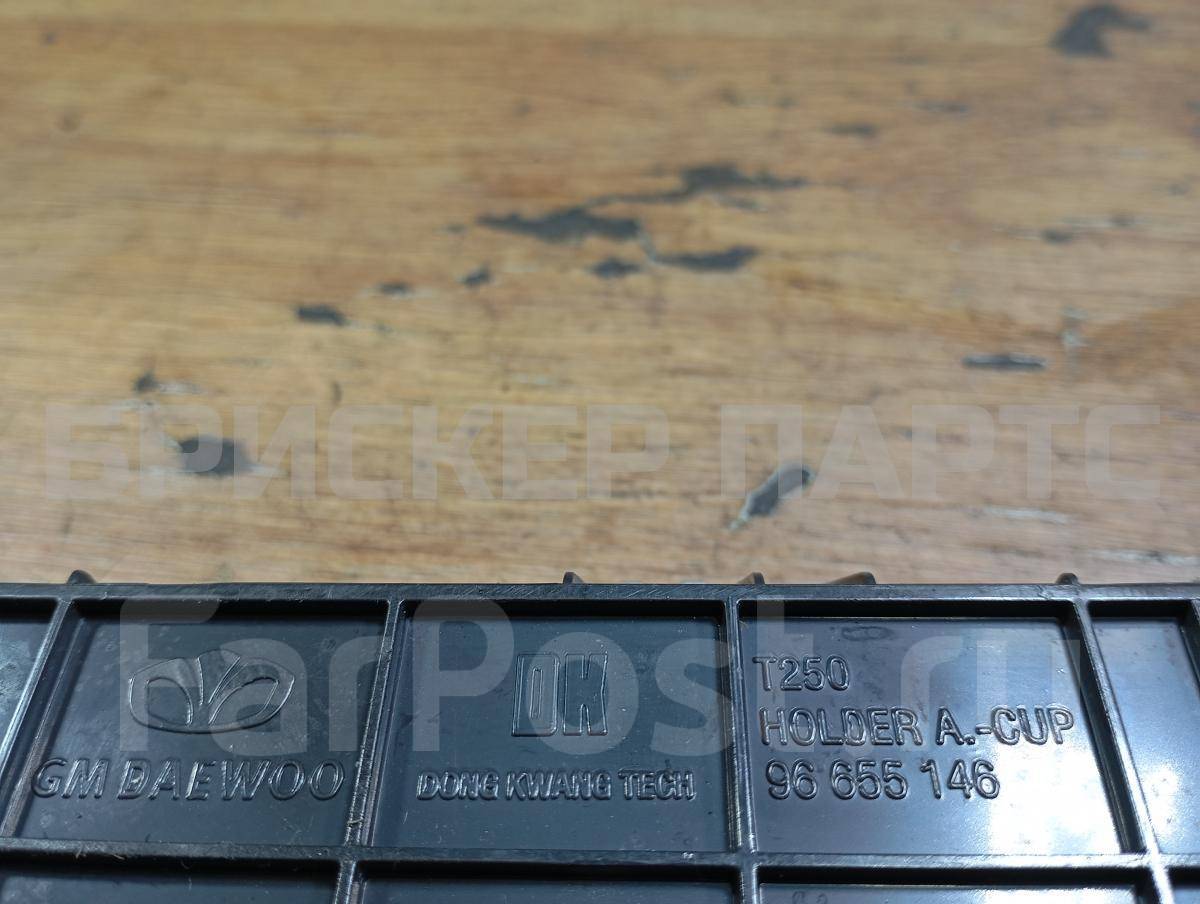 БРИСКЕР ПАРТС
FarPost.ru
GM DAEWOO
DK
DONG KWANG TECH
T250
HOLDER A.-CUP
96 655 146